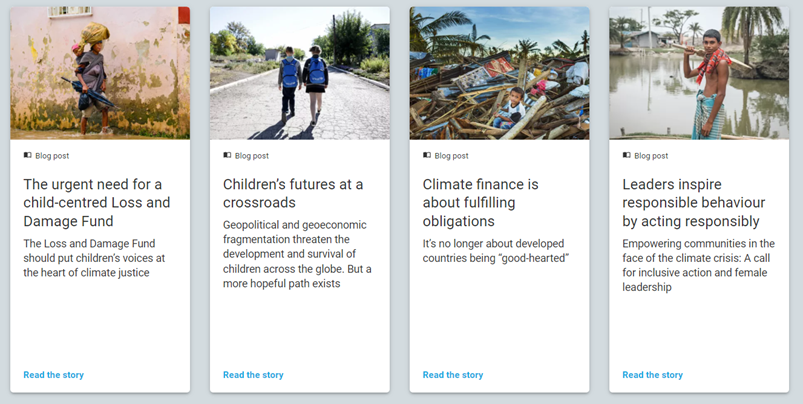 Blog post
The urgent need for a
child-centred Loss and
Damage Fund
The Loss and Damage Fund
should put children’s voices at
the heart of climate justice
Read the story
Blog post
Children’s futures at a
crossroads
Geopolitical and geoeconomic
fragmentation threaten the
development and survival of
children across the globe. But a
more hopeful path exists
Read the story
Blog post
Climate finance is
about fulfilling
obligations
It’s no longer about developed
countries being “good-hearted”
Read the story
Blog post
Leaders inspire
responsible behaviour
by acting responsibly
Empowering communities in the
face of the climate crisis: A call
for inclusive action and female
leadership
Read the story